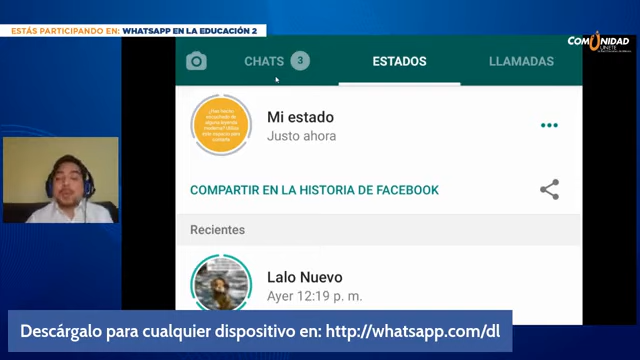 ESTÁS PARTICIPANDO EN: WHATSAPP EN LA EDUCACIÓN 2
COMUNIDAD
ÚNETE
CHATS 3 ESTADOS LLAMADAS
Mi estado
Justo ahora
COMPARTIR EN LA HISTORIA DE FACEBOOK
Recientes
Lalo Nuevo
Ayer 12:19 p. m.
Descárgalo para cualquier dispositivo en: http://whatsapp.com/dl